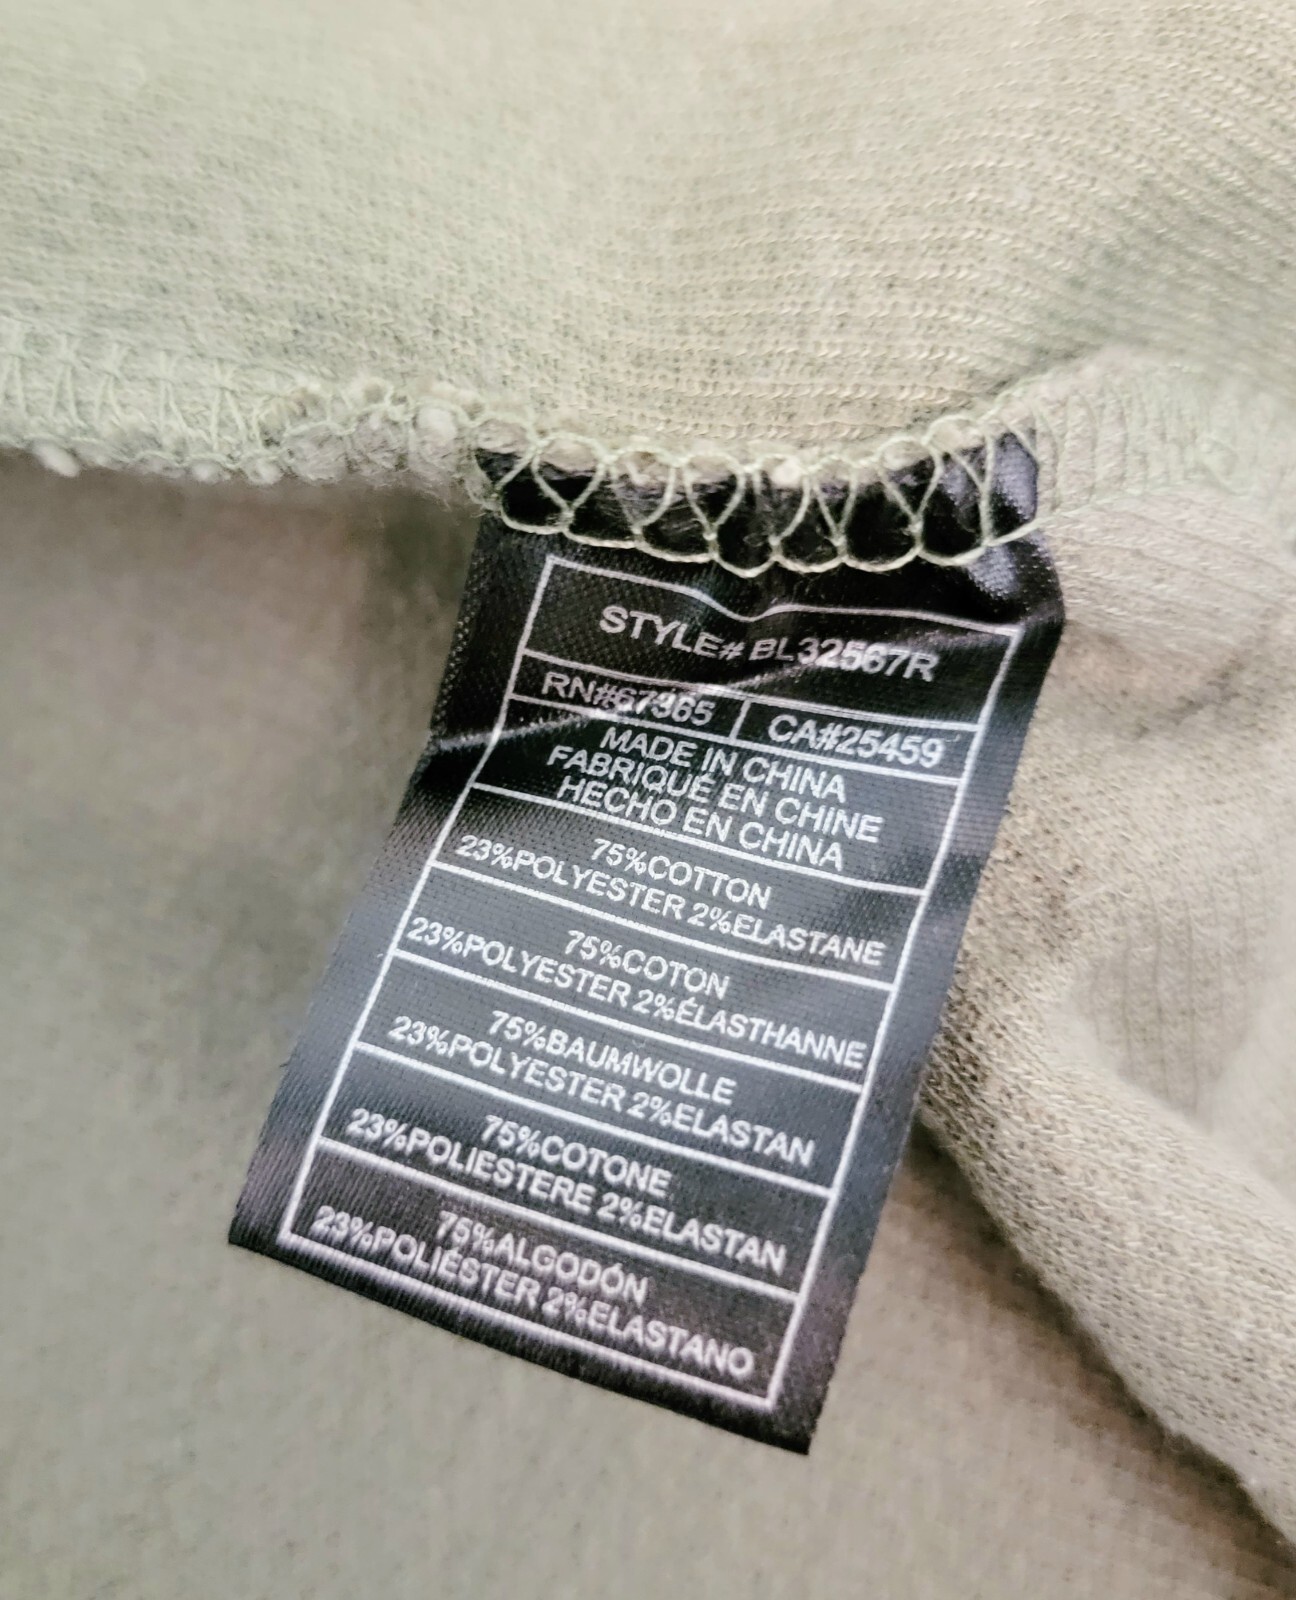 STYLE# BL32567R
RN#67365 CA#25459
MADE IN CHINA
FABRIQUÉ EN CHINE
HECHO EN CHINA
75%COTTON
23%POLYESTER 2%ELASTANE
75%COTON
23%POLYESTER 2%ÉLASTHANNE
75%BAUMWOLLE
23%POLYESTER 2%ELASTAN
75%COTONE
23%POLIESTERE 2%ELASTAN
75%ALGODÓN
23%POLIÉSTER 2%ELASTANO